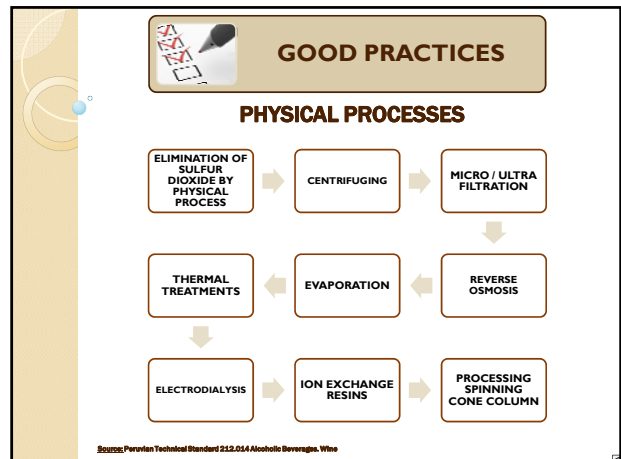 GOOD PRACTICES
PHYSICAL PROCESSES
ELIMINATION OF
SULFUR
DIOXIDE BY
PHYSICAL
PROCESS
CENTRIFUGING
MICRO / ULTRA
FILTRATION
REVERSE
OSMOSIS
EVAPORATION
THERMAL
TREATMENTS
ELECTRODIALYSIS
ION EXCHANGE
RESINS
PROCESSING
SPINNING
CONE COLUMN
Source: Peruvian Technical Standard 212.014 Alcoholic Beverages. Wine